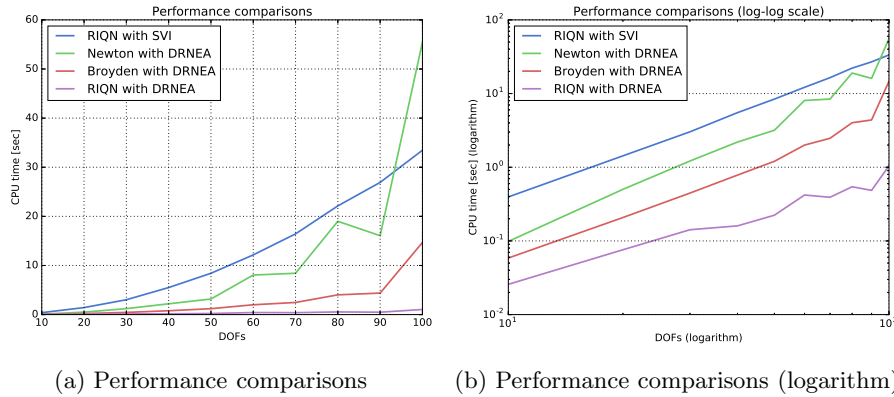 Performance comparisons
60
50
40
30
20
10
0
CPU time [sec]
RIQN with SVI
Newton with DRNEA
Broyden with DRNEA
RIQN with DRNEA
10 20 30 40 50 60 70 80 90 100
DOFs
(a) Performance comparisons
Performance comparisons (log-log scale)
10^2
10^1
10^0
10^-1
10^-2
CPU time [sec] (logarithm)
RIQN with SVI
Newton with DRNEA
Broyden with DRNEA
RIQN with DRNEA
10^1
DOFs (logarithm)
(b) Performance comparisons (logarithm)